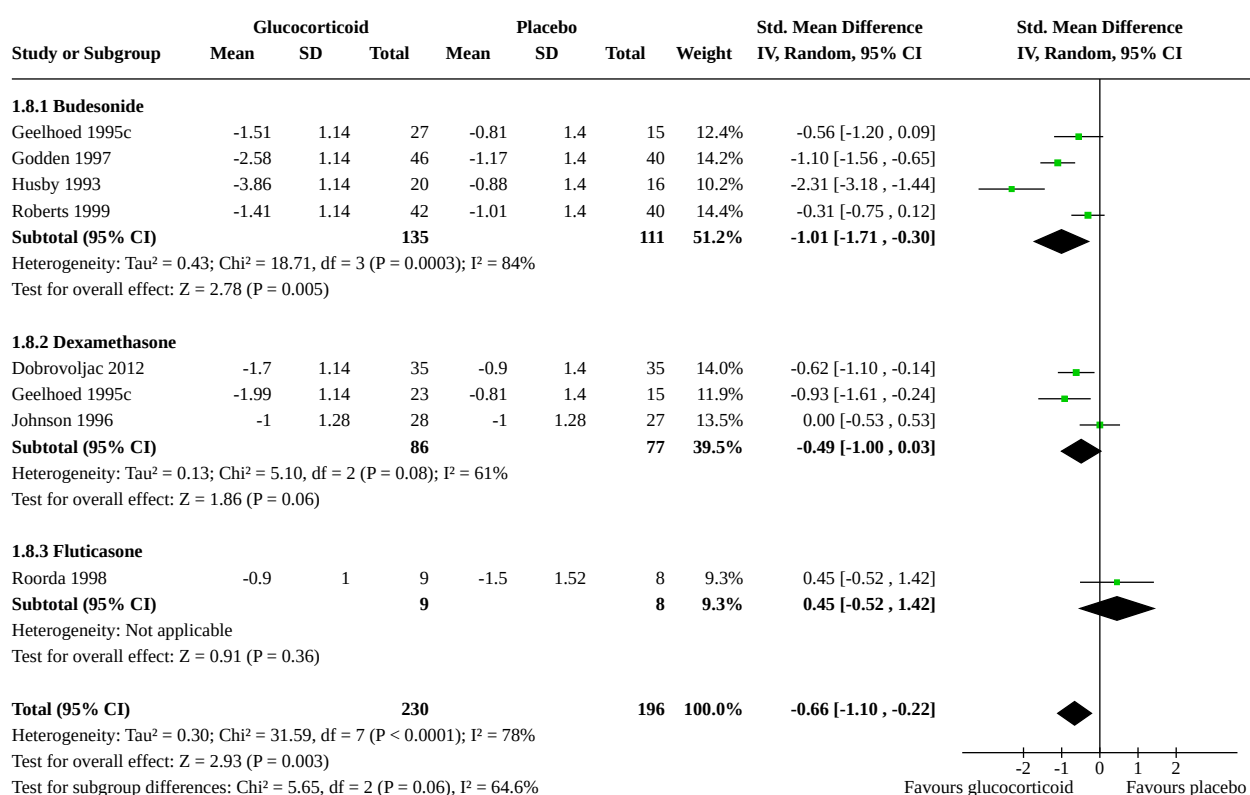 Glucocorticoid Placebo Std. Mean Difference Std. Mean Difference
Study or Subgroup Mean SD Total Mean SD Total Weight IV, Random, 95% CI IV, Random, 95% CI
1.8.1 Budesonide
Geelhoed 1995c -1.51 1.14 27 -0.81 1.4 15 12.4% -0.56 [-1.20 , 0.09]
Godden 1997 -2.58 1.14 46 -1.17 1.4 40 14.2% -1.10 [-1.56 , -0.65]
Husby 1993 -3.86 1.14 20 -0.88 1.4 16 10.2% -2.31 [-3.18 , -1.44]
Roberts 1999 -1.41 1.14 42 -1.01 1.4 40 14.4% -0.31 [-0.75 , 0.12]
Subtotal (95% CI) 135 111 51.2% -1.01 [-1.71 , -0.30]
Heterogeneity: Tau² = 0.43; Chi² = 18.71, df = 3 (P = 0.0003); I² = 84%
Test for overall effect: Z = 2.78 (P = 0.005)
1.8.2 Dexamethasone
Dobrovoljac 2012 -1.7 1.14 35 -0.9 1.4 35 14.0% -0.62 [-1.10 , -0.14]
Geelhoed 1995c -1.99 1.14 23 -0.81 1.4 15 11.9% -0.93 [-1.61 , -0.24]
Johnson 1996 -1 1.28 28 -1 1.28 27 13.5% 0.00 [-0.53 , 0.53]
Subtotal (95% CI) 86 77 39.5% -0.49 [-1.00 , 0.03]
Heterogeneity: Tau² = 0.13; Chi² = 5.10, df = 2 (P = 0.08); I² = 61%
Test for overall effect: Z = 1.86 (P = 0.06)
1.8.3 Fluticasone
Roorda 1998 -0.9 1 9 -1.5 1.52 8 9.3% 0.45 [-0.52 , 1.42]
Subtotal (95% CI) 9 8 9.3% 0.45 [-0.52 , 1.42]
Heterogeneity: Not applicable
Test for overall effect: Z = 0.91 (P = 0.36)
Total (95% CI) 230 196 100.0% -0.66 [-1.10 , -0.22]
Heterogeneity: Tau² = 0.30; Chi² = 31.59, df = 7 (P < 0.0001); I² = 78%
Test for overall effect: Z = 2.93 (P = 0.003)
-2 -1 0 1 2
Test for subgroup differences: Chi² = 5.65, df = 2 (P = 0.06), I² = 64.6% Favours glucocorticoid Favours placebo